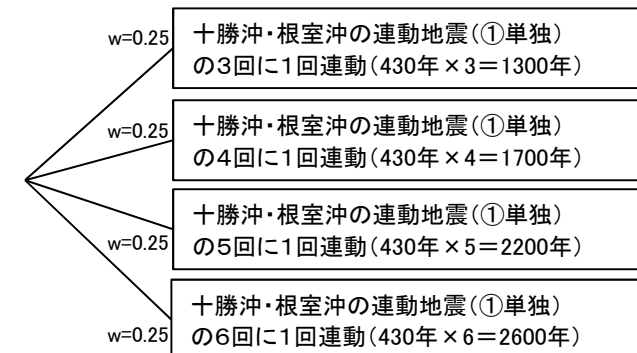 w=0.25
十勝沖・根室沖の連動地震(①単独)
の3回に1回連動(430年×3=1300年)
w=0.25
十勝沖・根室沖の連動地震(①単独)
の4回に1回連動(430年×4=1700年)
w=0.25
十勝沖・根室沖の連動地震(①単独)
の5回に1回連動(430年×5=2200年)
w=0.25
十勝沖・根室沖の連動地震(①単独)
の6回に1回連動(430年×6=2600年)